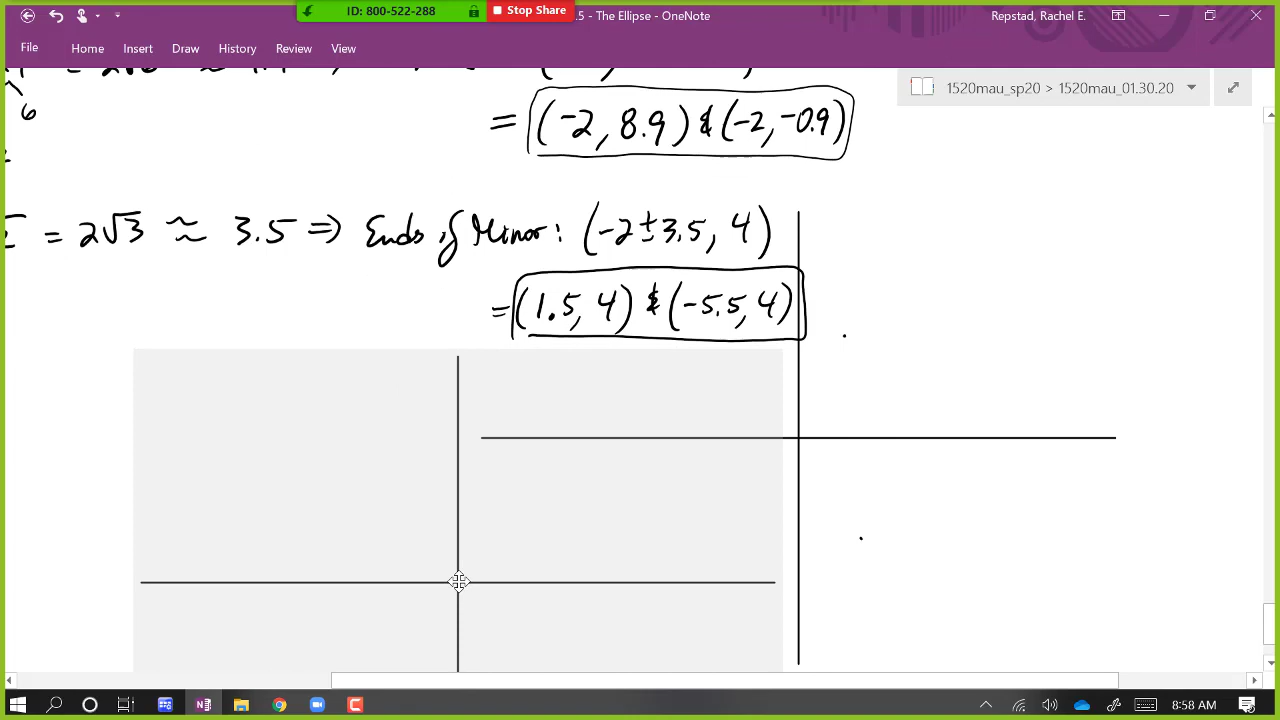 ID: 800-522-288 Stop Share
.5 - The Ellipse - OneNote
Repstad, Rachel E.
File Home Insert Draw History Review View
1520mau_sp20 > 1520mau_01.30.20
6
= (-2, 8.9) & (-2, -0.9)
= 2√3 ≈ 3.5 ⇒ Ends of Minor: (-2 ± 3.5, 4)
= (1.5, 4) & (-5.5, 4)
8:58 AM